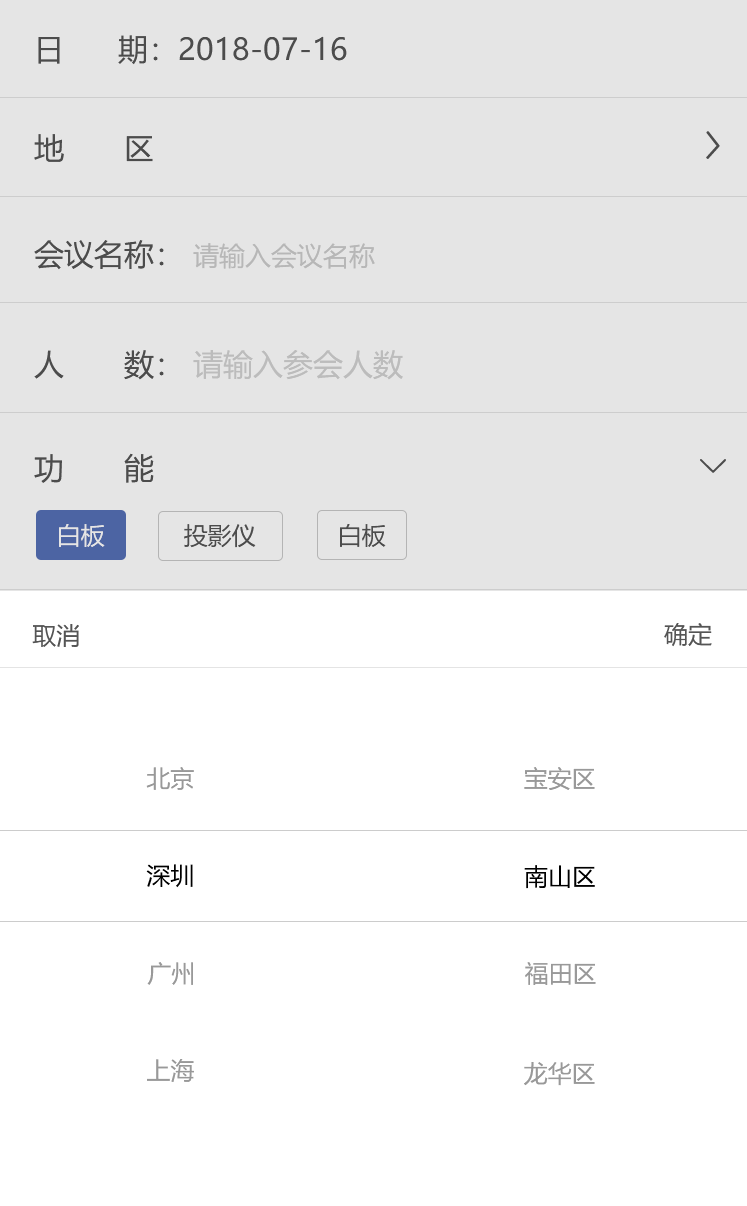 日 期：2018-07-16
地 区
会议名称： 请输入会议名称
人 数： 请输入参会人数
功 能
白板 投影仪 白板
取消 确定
北京 宝安区
深圳 南山区
广州 福田区
上海 龙华区